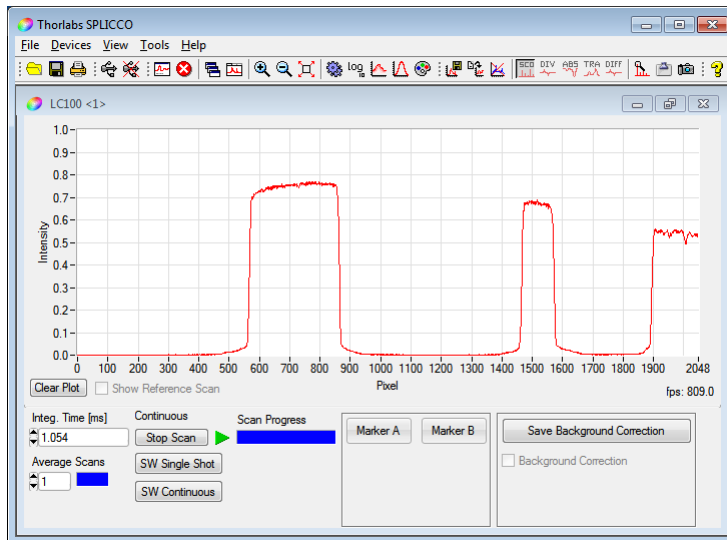 Thorlabs SPLICCO
File Devices View Tools Help
log 10 SCO DIV ABS TRA DIFF
LC100 <1>
1.0
0.9
0.8
0.7
0.6
0.5
0.4
0.3
0.2
0.1
0.0
Intensity
0 100 200 300 400 500 600 700 800 900 1000 1100 1200 1300 1400 1500 1600 1700 1800 1900 2048
Pixel
Clear Plot Show Reference Scan fps: 809.0
Integ. Time [ms] Continuous Scan Progress
1.054 Stop Scan Marker A Marker B Save Background Correction
Average Scans SW Single Shot Background Correction
1 SW Continuous